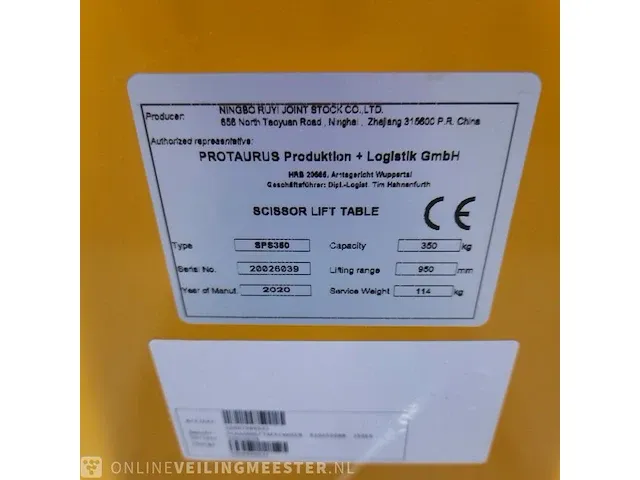 NINGBO RUYI JOINT STOCK CO., LTD.
Producer: 656 North Taoyuan Road, Ninghai, Zhejiang 315600 P.R. China
Authorized representative:
PROTAURUS Produktion + Logistik GmbH
HRB 20666, Amtsgericht Wuppertal
Geschäftsführer: Dipl.-Logist. Tim Hahnenfurth
SCISSOR LIFT TABLE CE
Type SPS350 Capacity 350 kg
Serial No. 20026039 Lifting range 950 mm
Year of Manuf. 2020 Service Weight 114 kg
ONLINEVEILINGMEESTER.NL